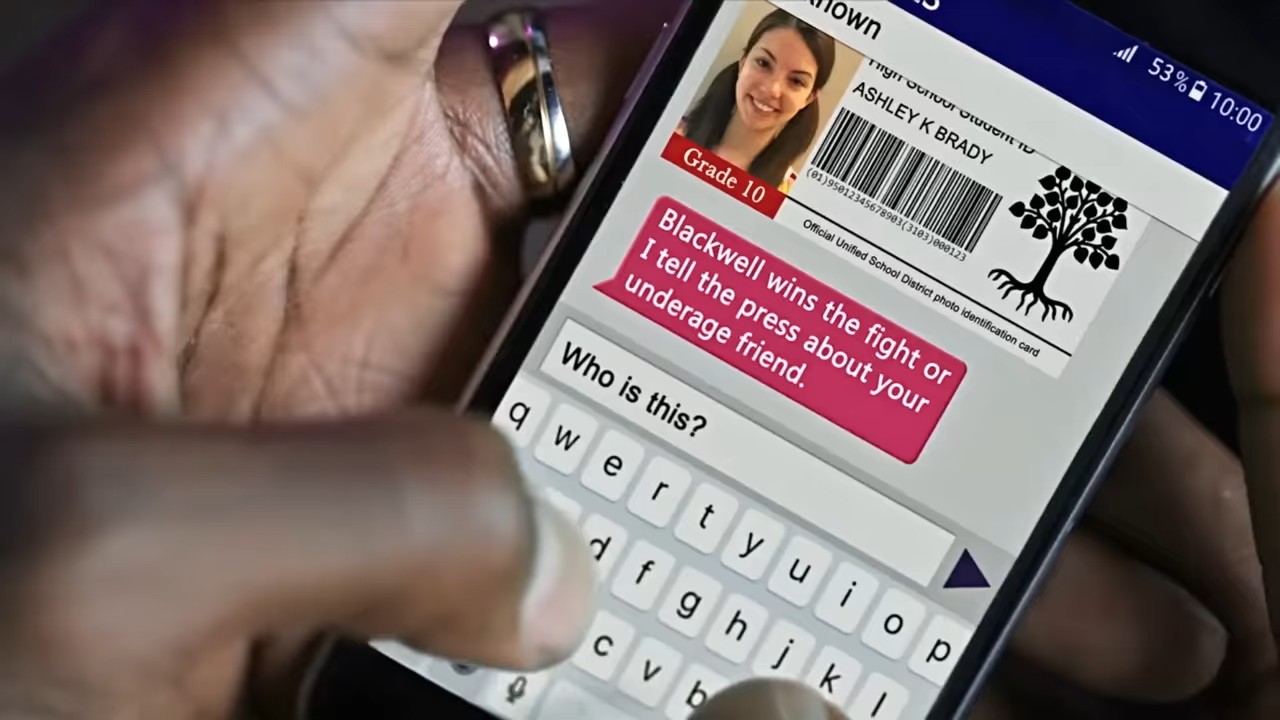 53% 10:00
High School Student ID
ASHLEY K BRADY
(01)95012345678903(3103)000123
Grade 10
Official Unified School District photo identification card
Blackwell wins the fight or
I tell the press about your
underage friend.
Who is this?
q w e r t y u i o p
d f g h j k l
c v b